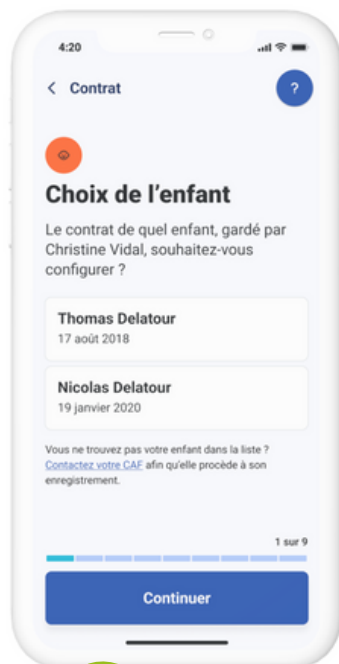 4:20
< Contrat
?
Choix de l’enfant
Le contrat de quel enfant, gardé par
Christine Vidal, souhaitez-vous
configurer ?
Thomas Delatour
17 août 2018
Nicolas Delatour
19 janvier 2020
Vous ne trouvez pas votre enfant dans la liste ?
Contactez votre CAF afin qu’elle procède à son
enregistrement.
1 sur 9
Continuer